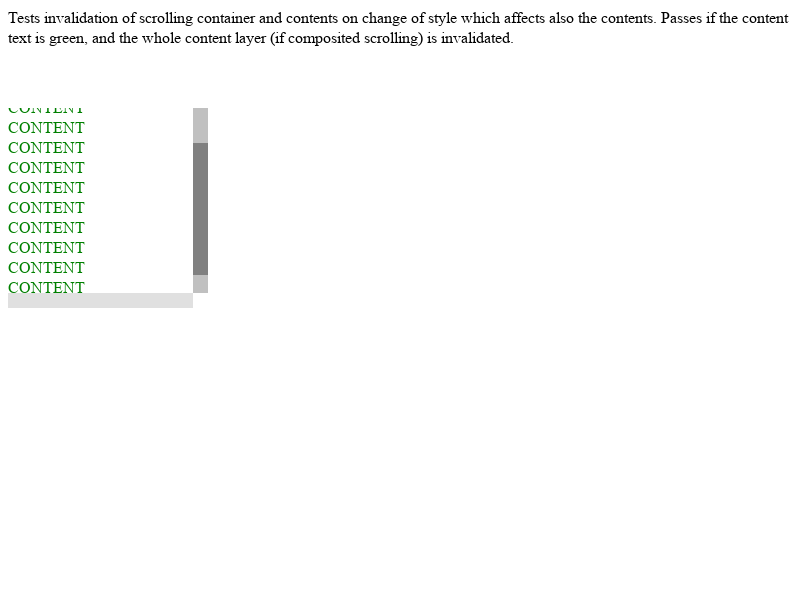 Tests invalidation of scrolling container and contents on change of style which affects also the contents. Passes if the content
text is green, and the whole content layer (if composited scrolling) is invalidated.
CONTENT
CONTENT
CONTENT
CONTENT
CONTENT
CONTENT
CONTENT
CONTENT
CONTENT
CONTENT